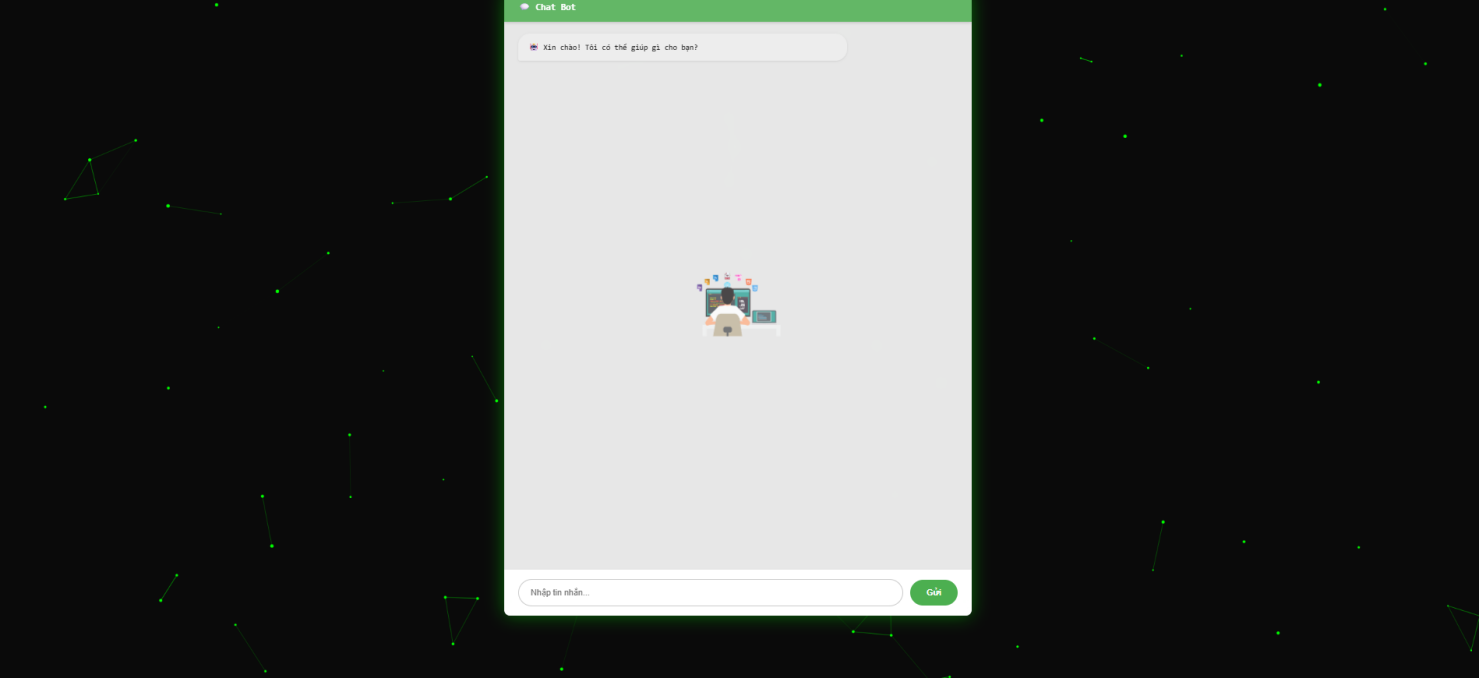 Chat Bot
Xin chào! Tôi có thể giúp gì cho bạn?
Nhập tin nhắn...
Gửi